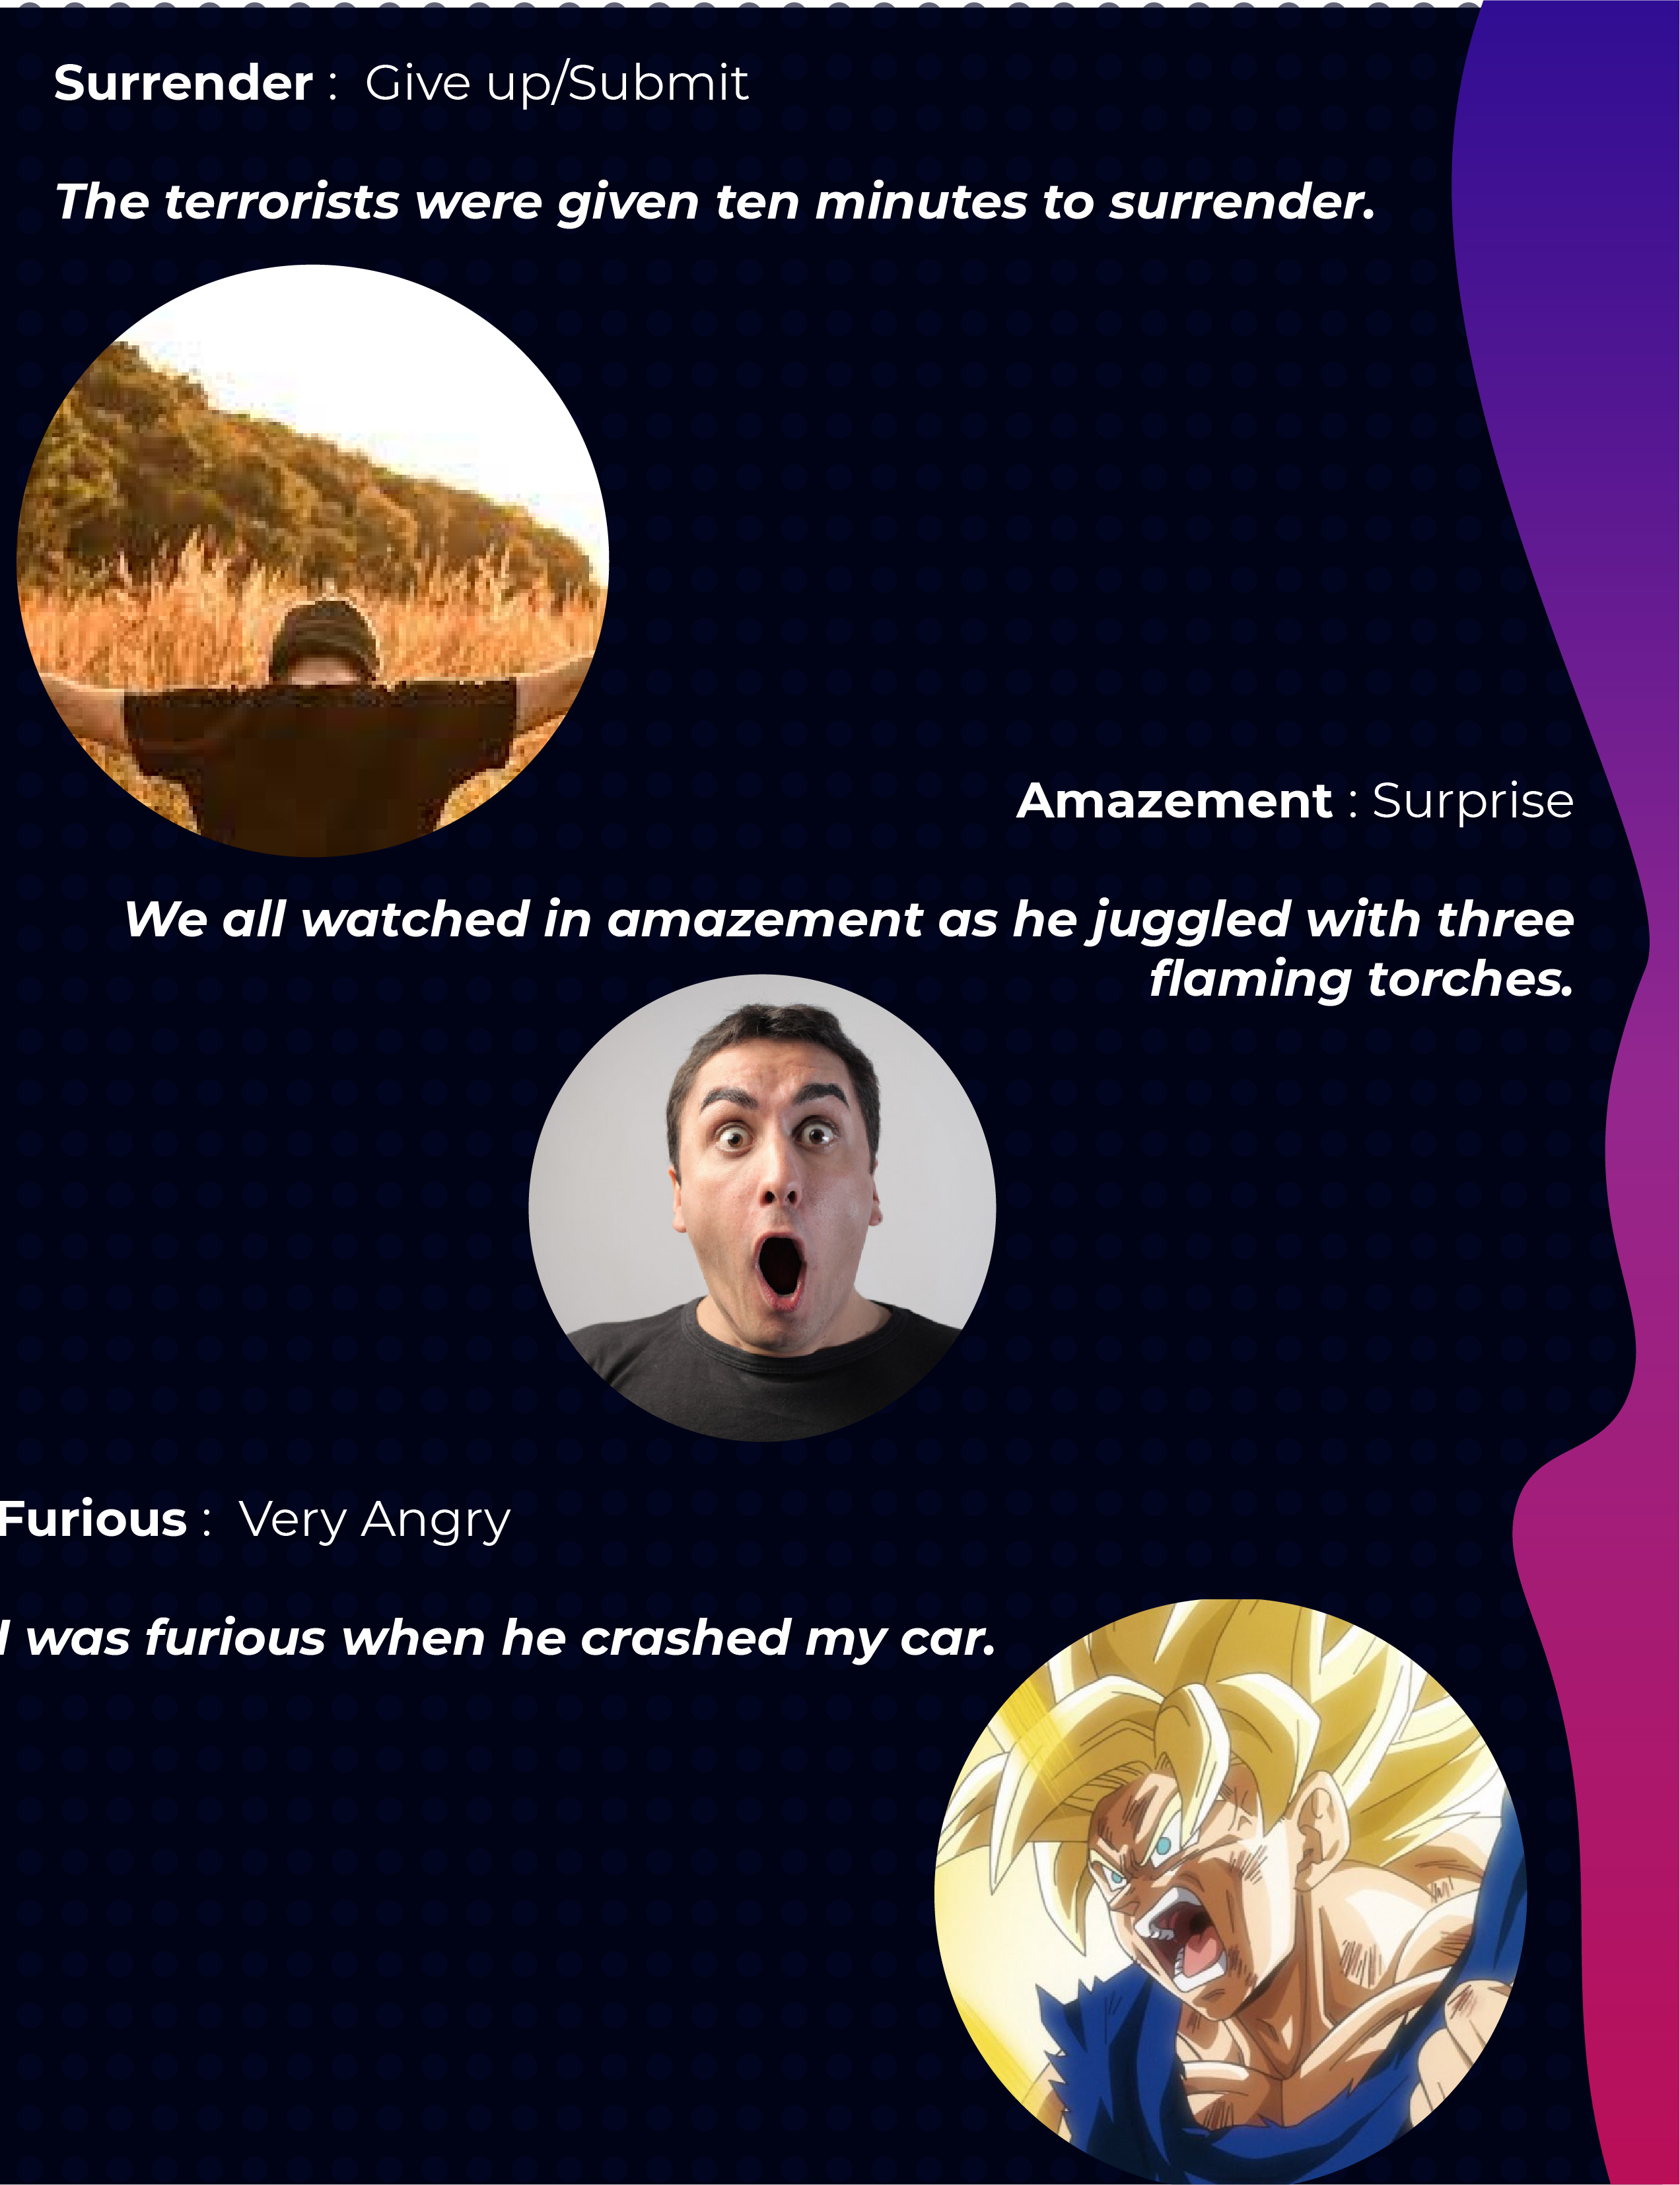 Surrender : Give up/Submit
The terrorists were given ten minutes to surrender.
Amazement : Surprise
We all watched in amazement as he juggled with three
flaming torches.
Furious : Very Angry
I was furious when he crashed my car.